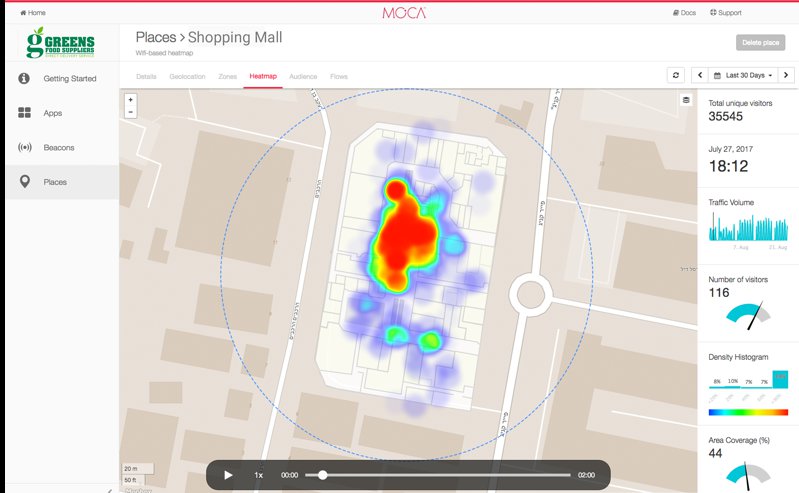 Home
MOCA
Docs
Support
GREENS
FOOD SUPPLIERS
Places > Shopping Mall
Wifi-based heatmap
Delete place
Getting Started
Apps
Beacons
Places
Details
Geolocation
Zones
Heatmap
Audience
Flows
Last 30 Days
+
−
Total unique visitors
35545
July 27, 2017
18:12
Traffic Volume
7. Aug
21. Aug
Number of visitors
116
Density Histogram
8%
10%
7%
7%
Area Coverage (%)
44
20 m
50 ft
1x
00:00
02:00